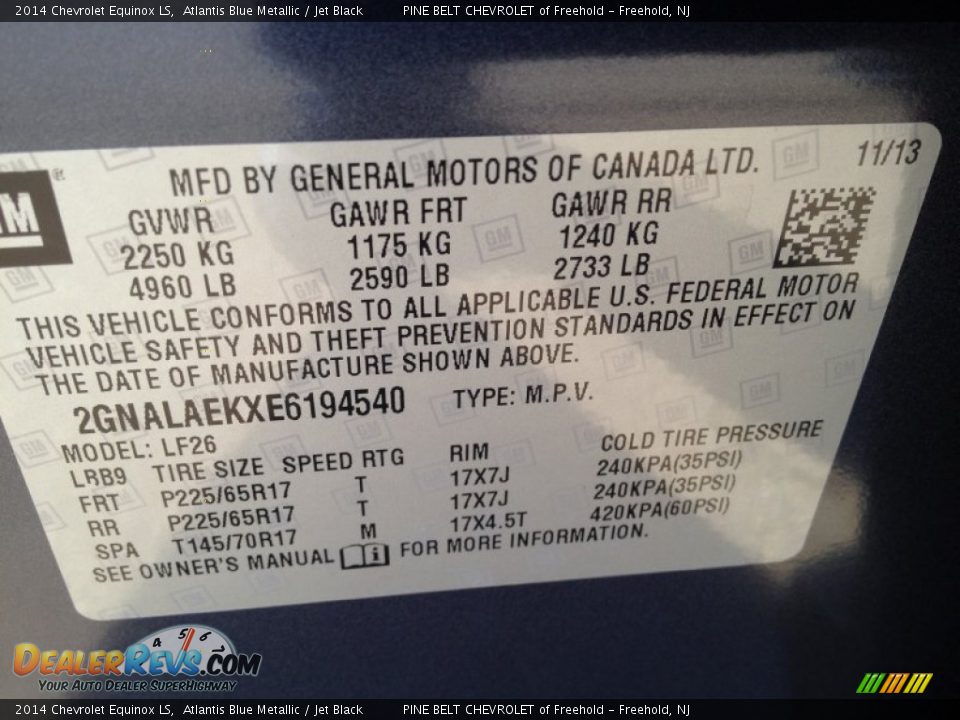 2014 Chevrolet Equinox LS, Atlantis Blue Metallic / Jet Black PINE BELT CHEVROLET of Freehold - Freehold, NJ
GM
MFD BY GENERAL MOTORS OF CANADA LTD. 11/13
GVWR GAWR FRT GAWR RR
2250 KG 1175 KG 1240 KG
4960 LB 2590 LB 2733 LB
THIS VEHICLE CONFORMS TO ALL APPLICABLE U.S. FEDERAL MOTOR
VEHICLE SAFETY AND THEFT PREVENTION STANDARDS IN EFFECT ON
THE DATE OF MANUFACTURE SHOWN ABOVE.
2GNALAEKXE6194540 TYPE: M.P.V.
MODEL: LF26
LRB9 TIRE SIZE SPEED RTG RIM COLD TIRE PRESSURE
FRT P225/65R17 T 17X7J 240KPA(35PSI)
RR P225/65R17 T 17X7J 240KPA(35PSI)
SPA T145/70R17 M 17X4.5T 420KPA(60PSI)
SEE OWNER'S MANUAL i FOR MORE INFORMATION.
4 5 6
DealerRevs.com
Your Auto Dealer SuperHighway
2014 Chevrolet Equinox LS, Atlantis Blue Metallic / Jet Black PINE BELT CHEVROLET of Freehold - Freehold, NJ